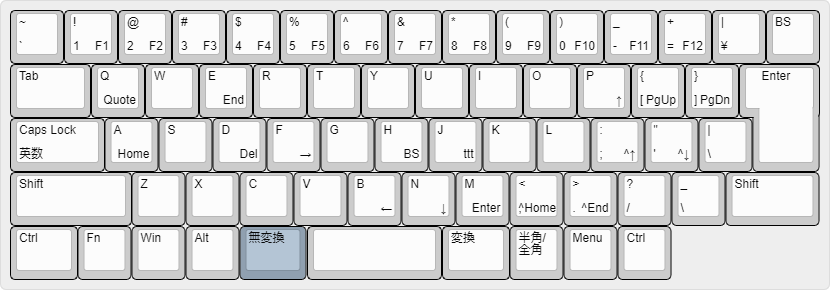 ~ ! @ # $ % ^ & * ( ) _ + | BS
` 1 F1 2 F2 3 F3 4 F4 5 F5 6 F6 7 F7 8 F8 9 F9 0 F10 - F11 = F12 ¥
Tab Q W E R T Y U I O P { } Enter
Quote End ↑ [ PgUp ] PgDn
Caps Lock A S D F G H J K L : " |
英数 Home Del → BS ttt ; ^↑ ' ^↓ \
Shift Z X C V B N M < > ? _ Shift
← ↓ Enter , ^Home . ^End / \
Ctrl Fn Win Alt 無変換 変換 半角/ Menu Ctrl
全角